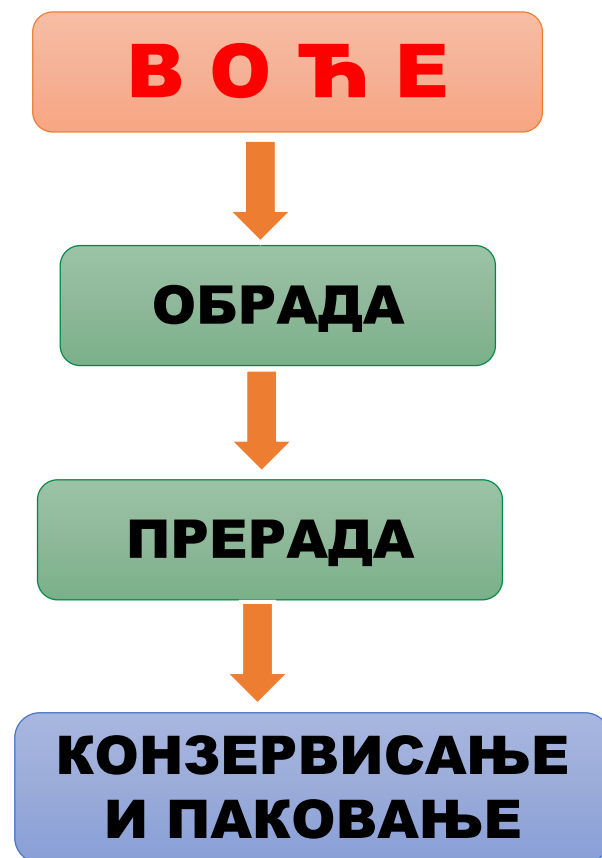 В О Ћ Е
ОБРАДА
ПРЕРАДА
КОНЗЕРВИСАЊЕ
И ПАКОВАЊЕ